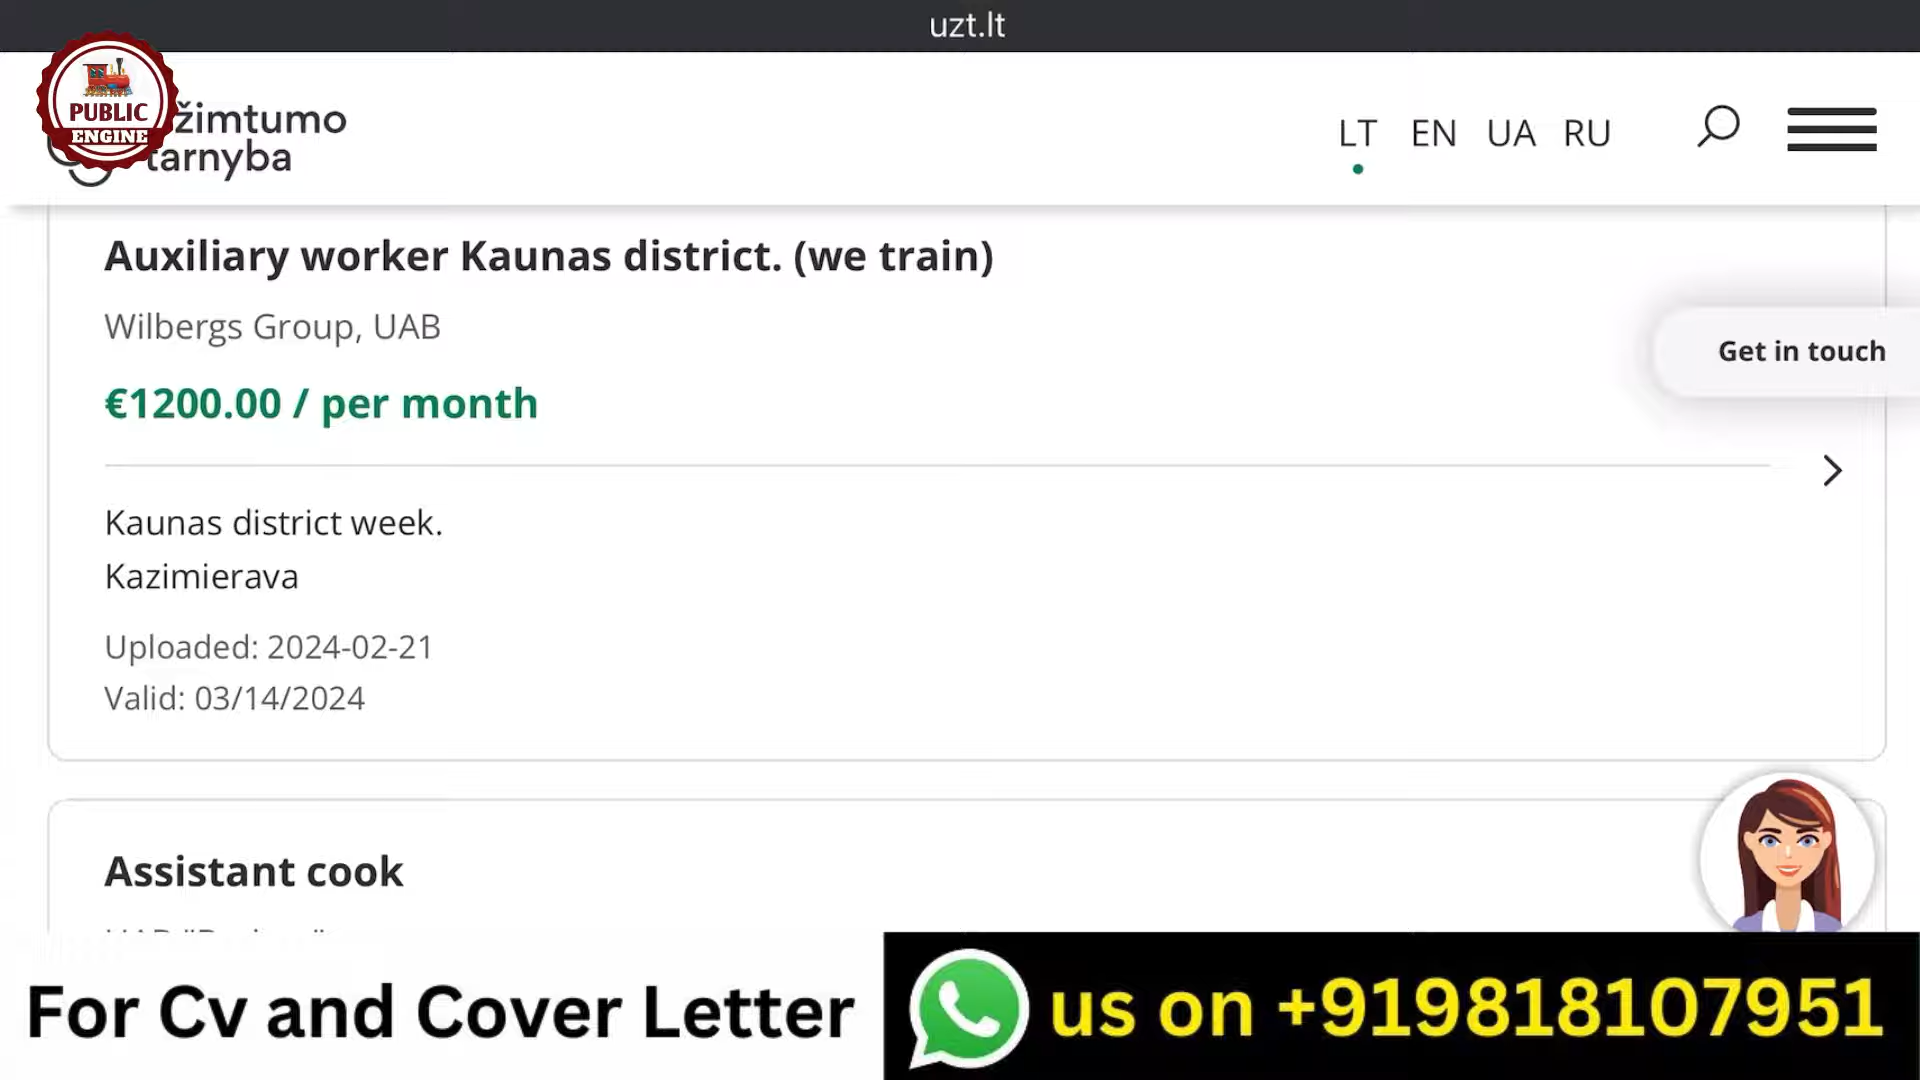 uzt.lt
PUBLIC
ENGINE
žimtumo
tarnyba
LT EN UA RU
Auxiliary worker Kaunas district. (we train)
Wilbergs Group, UAB
€1200.00 / per month
Get in touch
Kaunas district week.
Kazimierava
Uploaded: 2024-02-21
Valid: 03/14/2024
Assistant cook
For Cv and Cover Letter
us on +919818107951